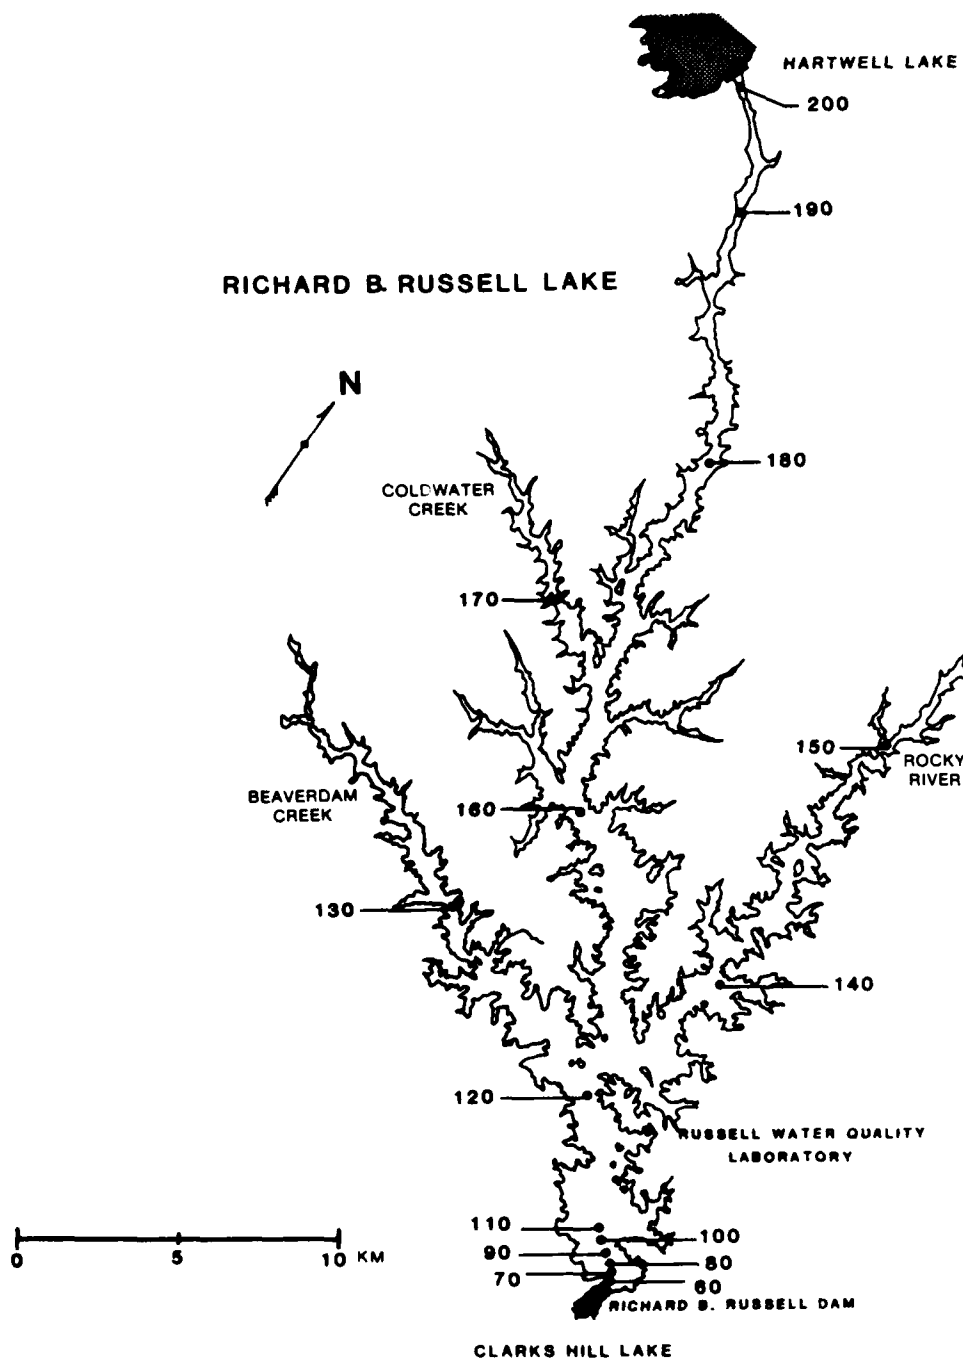 HARTWELL LAKE
200
190
RICHARD B. RUSSELL LAKE
N
180
COLDWATER
CREEK
170
150
ROCKY
RIVER
BEAVERDAM
CREEK
160
130
140
120
RUSSELL WATER QUALITY
LABORATORY
110
100
90
80
70
60
0 5 10 KM
RICHARD B. RUSSELL DAM
CLARKS HILL LAKE